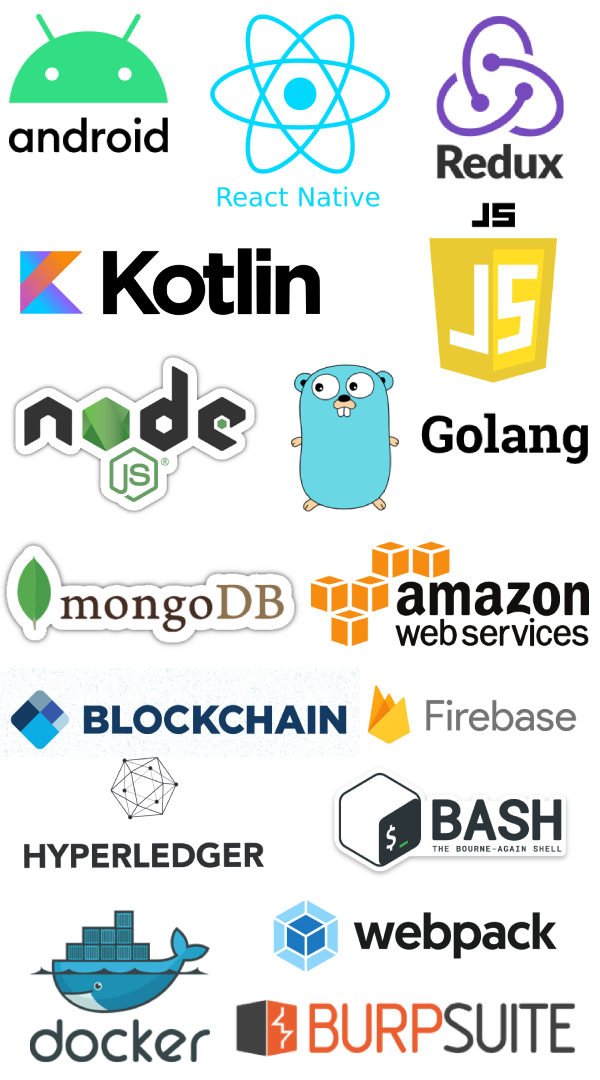 android
React Native
Redux
JS
Kotlin
JS
node
JS®
Golang
mongoDB
amazon
web services
BLOCKCHAIN
Firebase
HYPERLEDGER
$_
BASH
THE BOURNE-AGAIN SHELL
webpack
docker
BURPSUITE